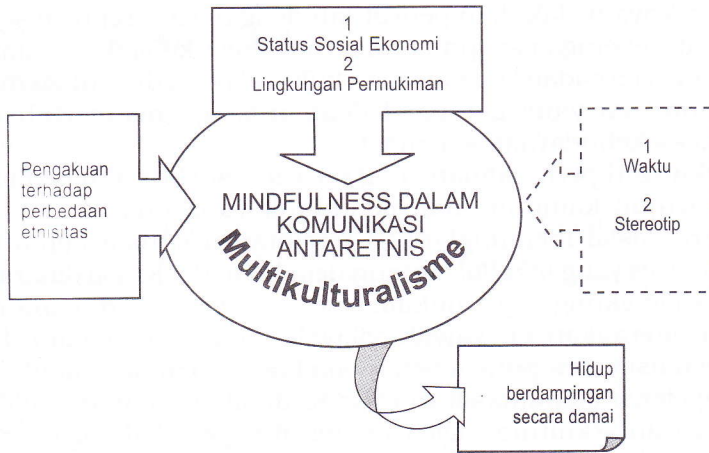 1
Status Sosial Ekonomi
2
Lingkungan Permukiman
Pengakuan
terhadap
perbedaan
etnisitas
MINDFULNESS DALAM
KOMUNIKASI
ANTARETNIS
Multikulturalisme
1
Waktu
2
Stereotip
Hidup
berdampingan
secara damai